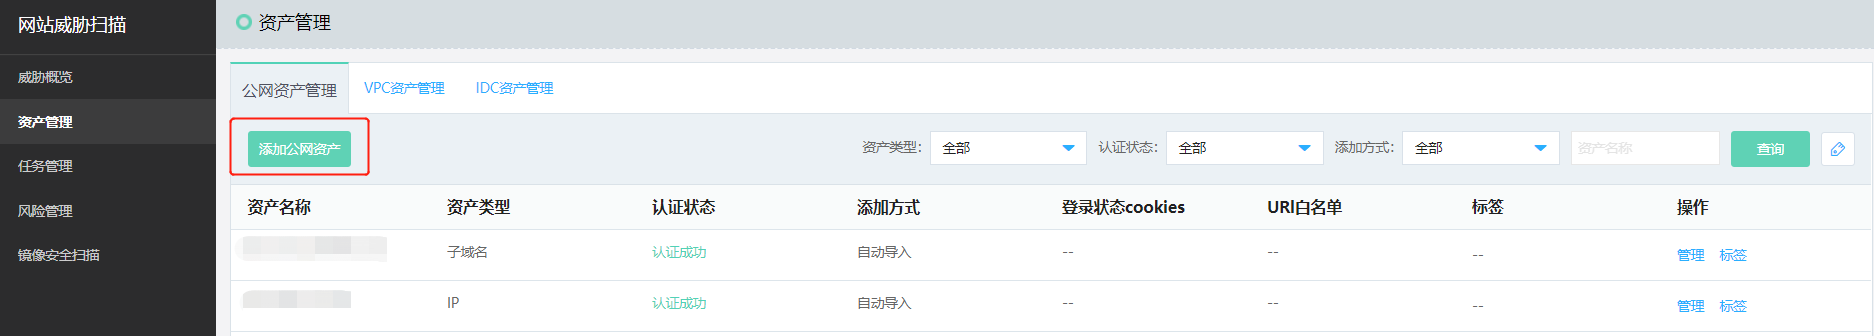 网站威胁扫描
威胁概览
资产管理
任务管理
风险管理
镜像安全扫描
资产管理
公网资产管理 VPC资产管理 IDC资产管理
添加公网资产 资产类型: 全部 认证状态: 全部 添加方式: 全部 资产名称 查询
资产名称 资产类型 认证状态 添加方式 登录状态cookies URl白名单 标签 操作
子域名 认证成功 自动导入 -- -- -- 管理 标签
IP 认证成功 自动导入 -- -- -- 管理 标签